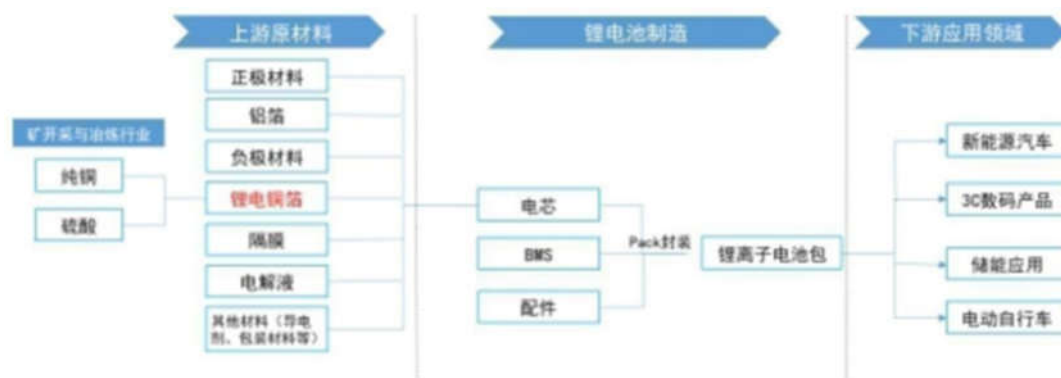 上游原材料
锂电池制造
下游应用领域
矿开采与冶炼行业
纯铜
硫酸
正极材料
铝箔
负极材料
锂电铜箔
隔膜
电解液
其他材料（导电
剂、包装材料等）
电芯
BMS
配件
Pack封装
锂离子电池包
新能源汽车
3C数码产品
储能应用
电动自行车